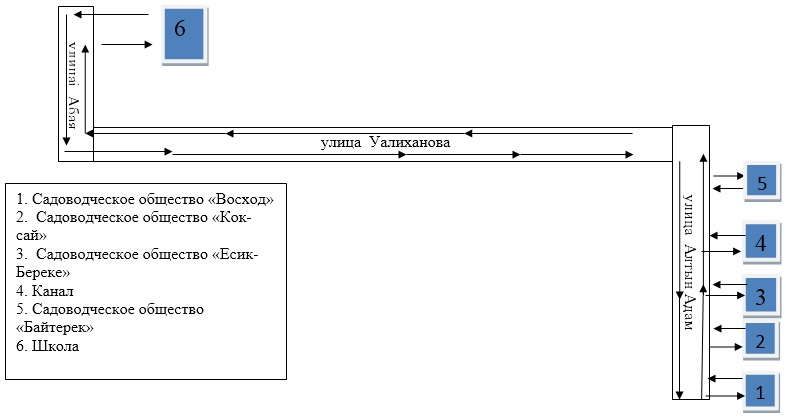 6
улицаі Абая
улица Уалиханова
улица Алтын Адам
5
4
3
2
1
1. Садоводческое общество «Восход»
2. Садоводческое общество «Кок-
сай»
3. Садоводческое общество «Есик-
Береке»
4. Канал
5. Садоводческое общество
«Байтерек»
6. Школа